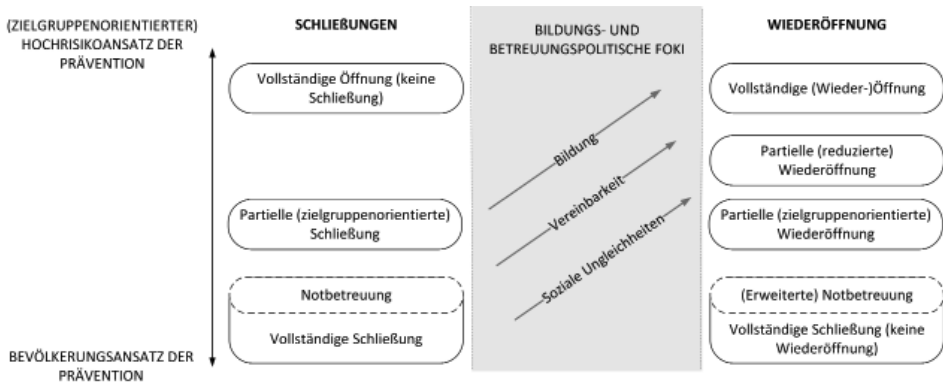 (ZIELGRUPPENORIENTIERTER)
HOCHRISIKOANSATZ DER
PRÄVENTION
SCHLIEßUNGEN
BILDUNGS- UND
BETREUUNGSPOLITISCHE FOKI
WIEDERÖFFNUNG
Vollständige Öffnung (keine
Schließung)
Vollständige (Wieder-)Öffnung
Bildung
Partielle (reduzierte)
Wiederöffnung
Vereinbarkeit
Partielle (zielgruppenorientierte)
Schließung
Partielle (zielgruppenorientierte)
Wiederöffnung
Soziale Ungleichheiten
Notbetreuung
(Erweiterte) Notbetreuung
Vollständige Schließung
Vollständige Schließung (keine
Wiederöffnung)
BEVÖLKERUNGSANSATZ DER
PRÄVENTION